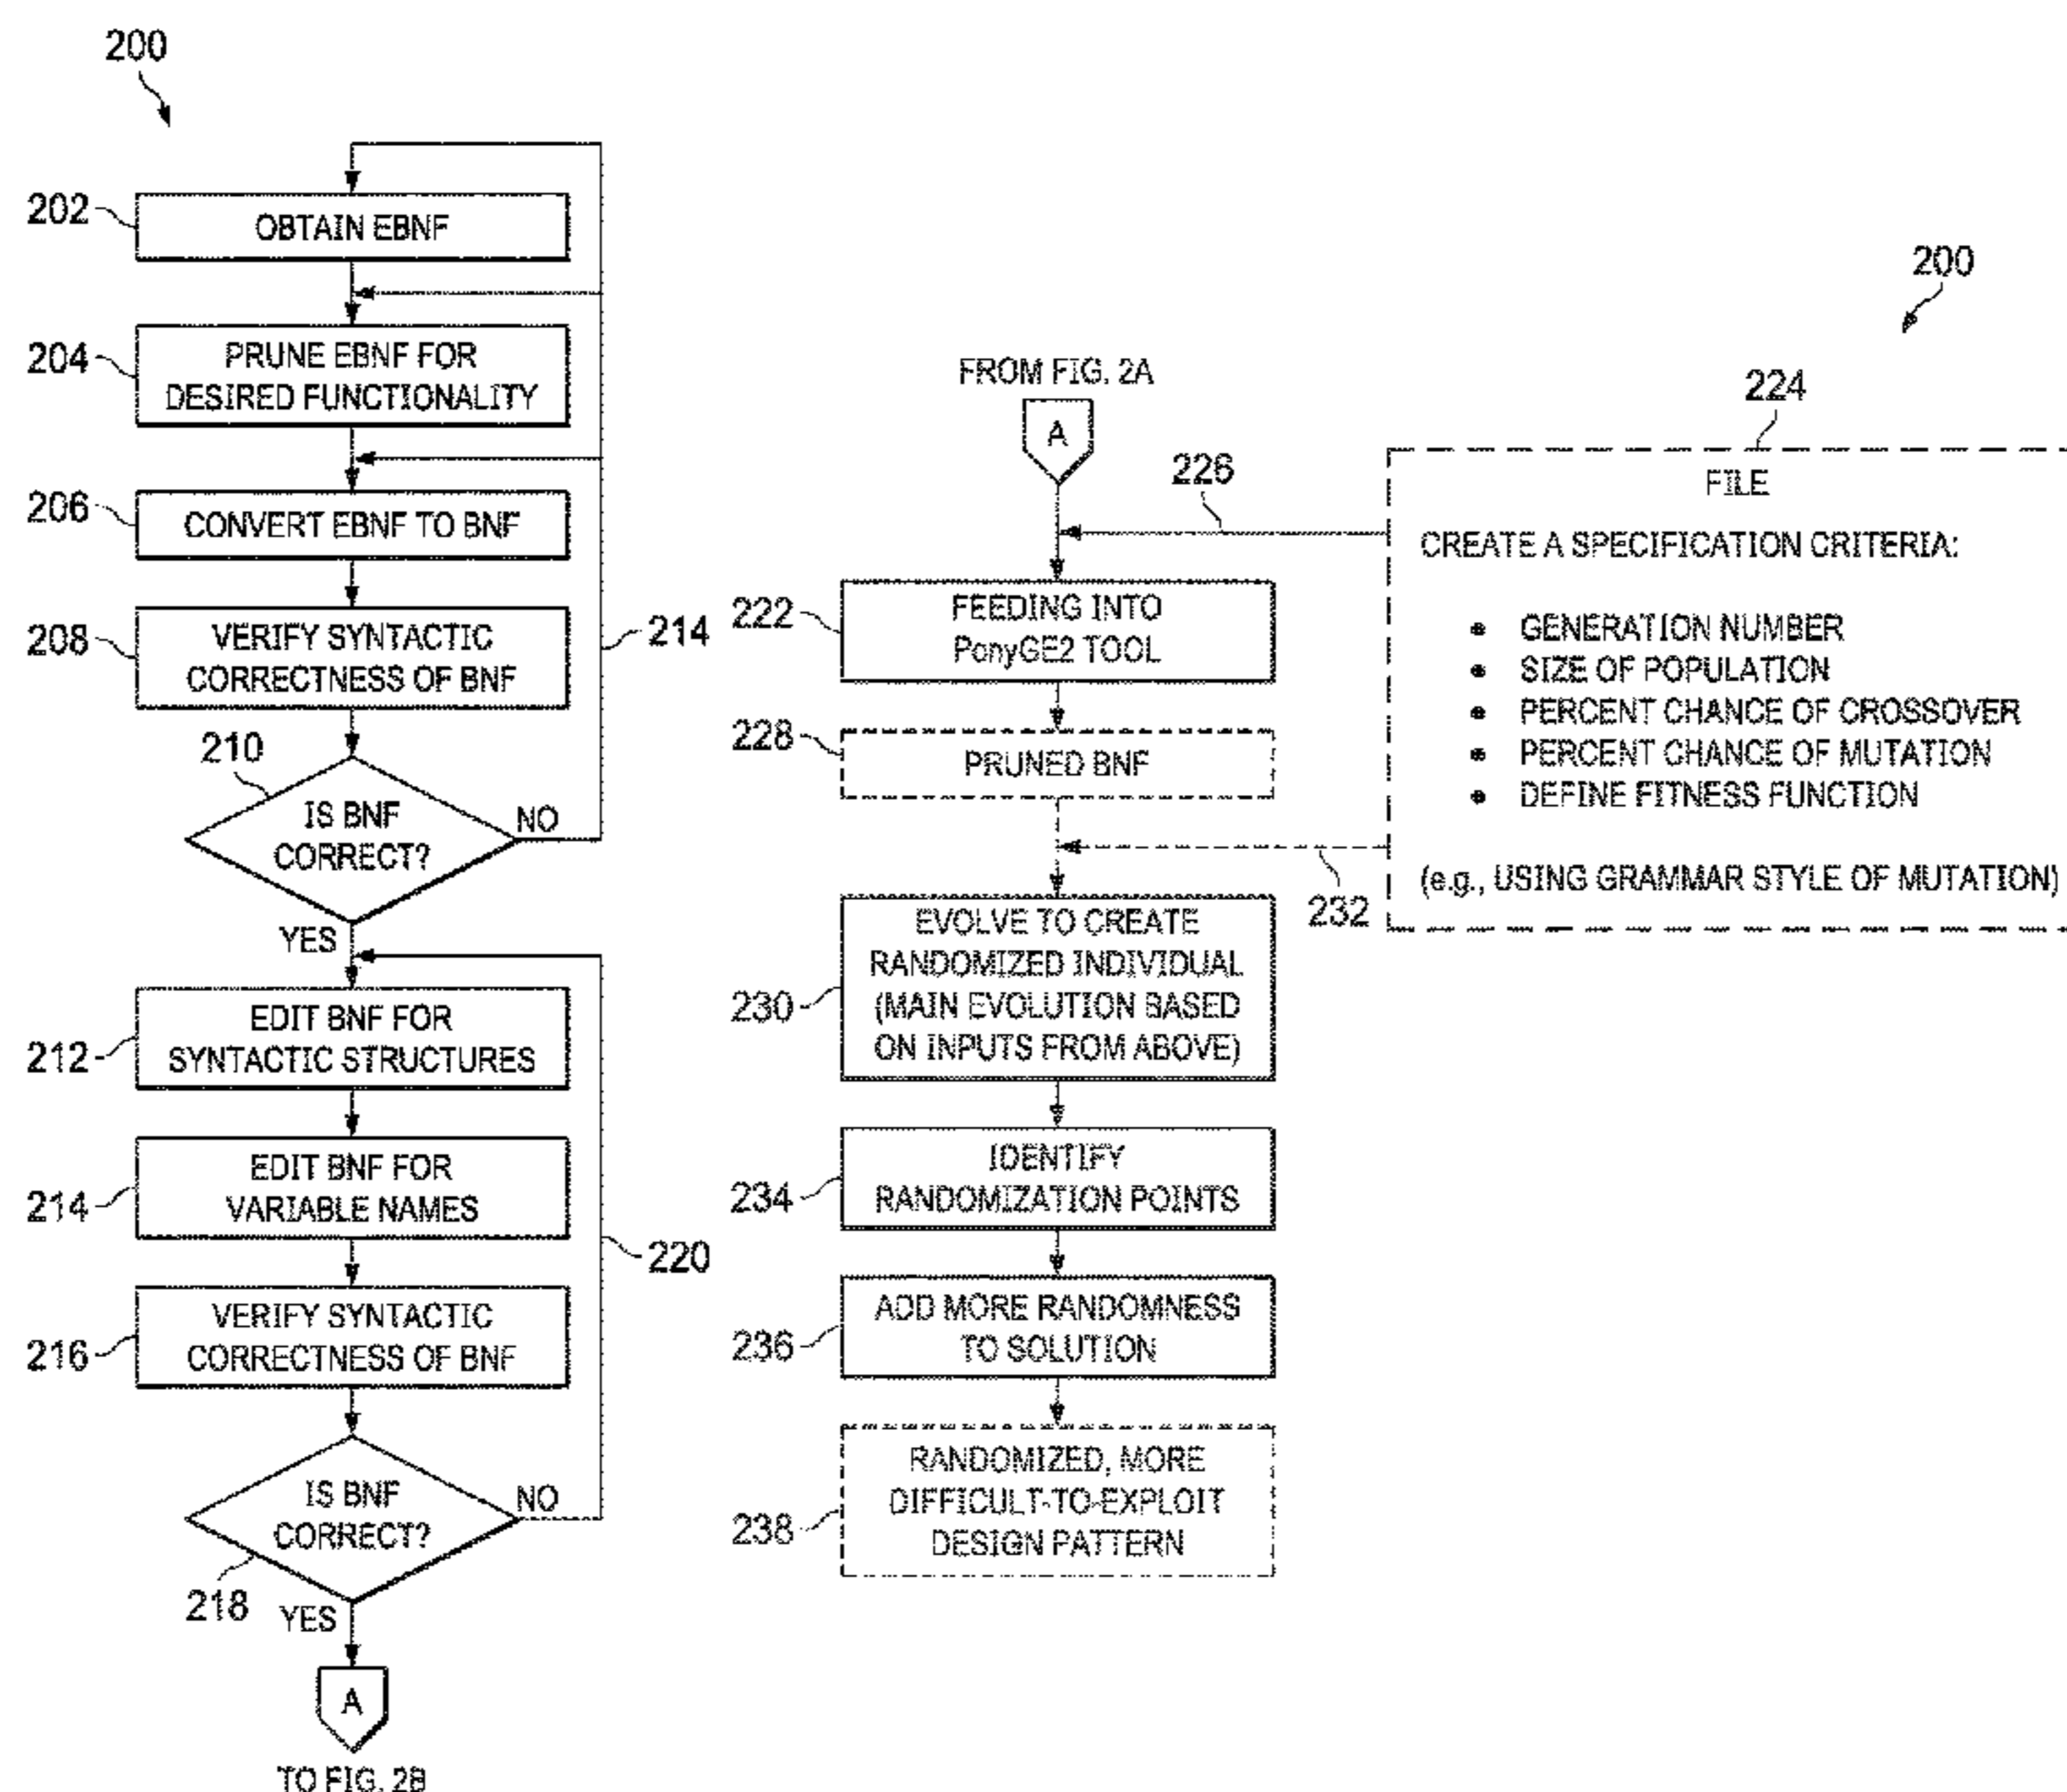 200
202
OBTAIN EBNF
204
PRUNE EBNF FOR
DESIRED FUNCTIONALITY
206
CONVERT EBNF TO BNF
208
VERIFY SYNTACTIC
CORRECTNESS OF BNF
214
210
IS BNF
CORRECT?
NO
YES
212
EDIT BNF FOR
SYNTACTIC STRUCTURES
214
EDIT BNF FOR
VARIABLE NAMES
220
216
VERIFY SYNTACTIC
CORRECTNESS OF BNF
IS BNF
CORRECT?
NO
218
YES
A
TO FIG. 2B
200
FROM FIG. 2A
A
226
224
FILE
CREATE A SPECIFICATION CRITERIA:
• GENERATION NUMBER
• SIZE OF POPULATION
• PERCENT CHANCE OF CROSSOVER
• PERCENT CHANCE OF MUTATION
• DEFINE FITNESS FUNCTION
(e.g., USING GRAMMAR STYLE OF MUTATION)
222
FEEDING INTO
PonyGE2 TOOL
228
PRUNED BNF
232
230
EVOLVE TO CREATE
RANDOMIZED INDIVIDUAL
(MAIN EVOLUTION BASED
ON INPUTS FROM ABOVE)
234
IDENTIFY
RANDOMIZATION POINTS
236
ADD MORE RANDOMNESS
TO SOLUTION
238
RANDOMIZED, MORE
DIFFICULT-TO-EXPLOIT
DESIGN PATTERN